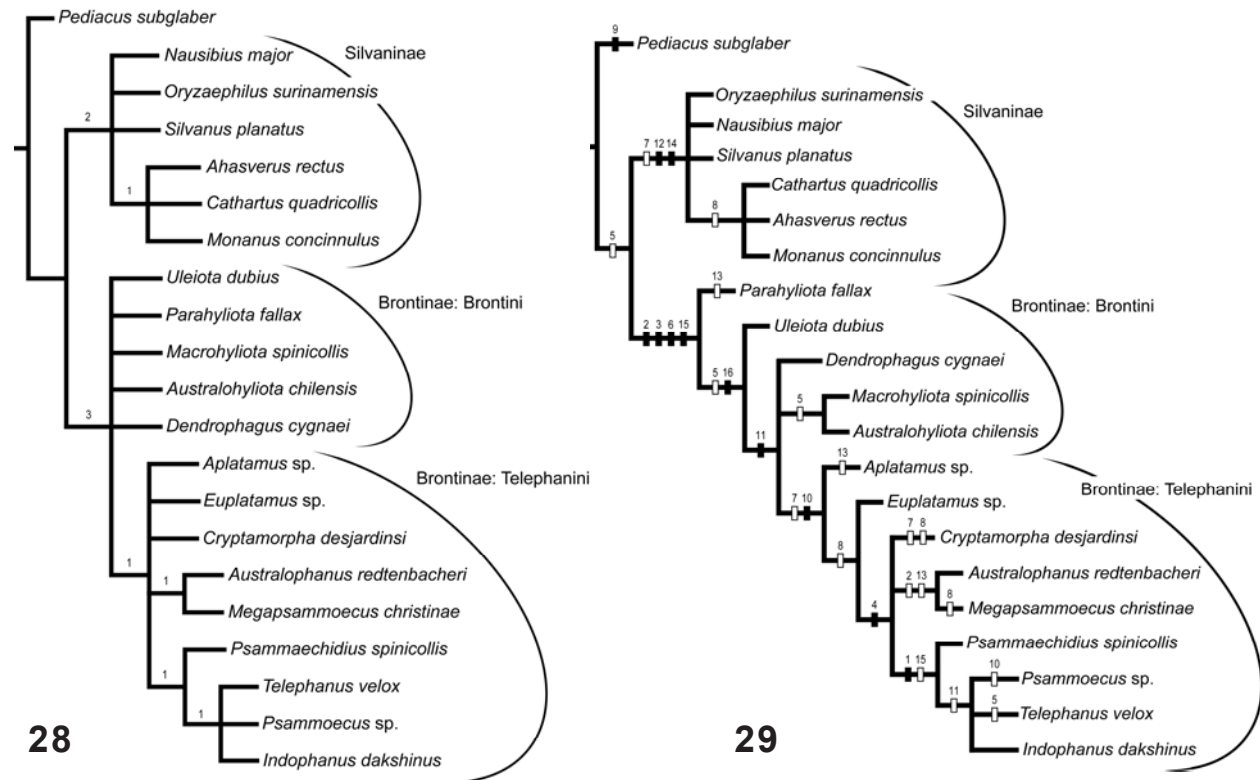 Pediacus subglaber
Nausibius major
Silvaninae
Oryzaephilus surinamensis
2
Silvanus planatus
Ahasverus rectus
1
Cathartus quadricollis
Monanus concinnulus
Uleiota dubius
Brontinae: Brontini
Parahyliota fallax
Macrohyliota spinicollis
Australohyliota chilensis
3
Dendrophagus cygnaei
Aplatamus sp.
Brontinae: Telephanini
Euplatamus sp.
Cryptamorpha desjardinsi
1
1
Australophanus redtenbacheri
Megapsammoecus christinae
Psammaechidius spinicollis
1
Telephanus velox
1
Psammoecus sp.
Indophanus dakshinus
28
9
Pediacus subglaber
Oryzaephilus surinamensis
Silvaninae
Nausibius major
7 12 14
Silvanus planatus
Cathartus quadricollis
8
Ahasverus rectus
5
Monanus concinnulus
13
Parahyliota fallax
Brontinae: Brontini
Uleiota dubius
2 3 6 15
Dendrophagus cygnaei
5 16
Macrohyliota spinicollis
5
Australohyliota chilensis
11
13
Aplatamus sp.
Brontinae: Telephanini
Euplatamus sp.
7 10
7 8
Cryptamorpha desjardinsi
8
Australophanus redtenbacheri
2 13
8
Megapsammoecus christinae
4
Psammaechidius spinicollis
1 15
10
Psammoecus sp.
11
5
Telephanus velox
Indophanus dakshinus
29